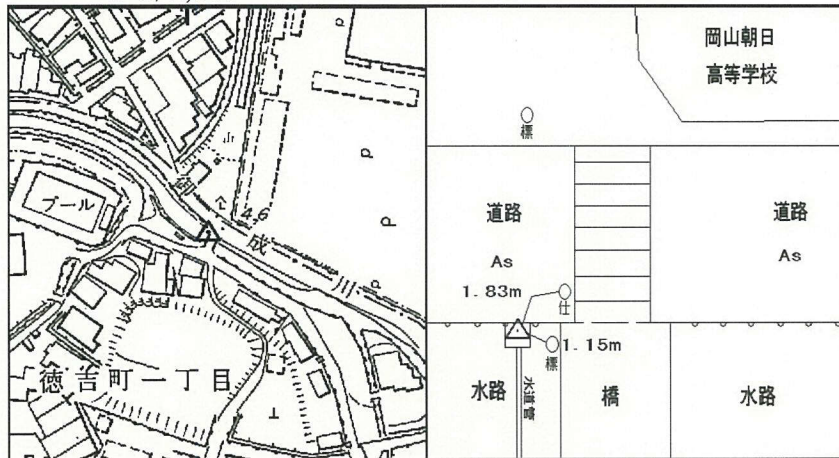 プール
4.6
成
徳吉町一丁目
岡山朝日
高等学校
標
道路
As
1.83m
仕
道路
As
1.15m
標
水路
水道管
橋
水路